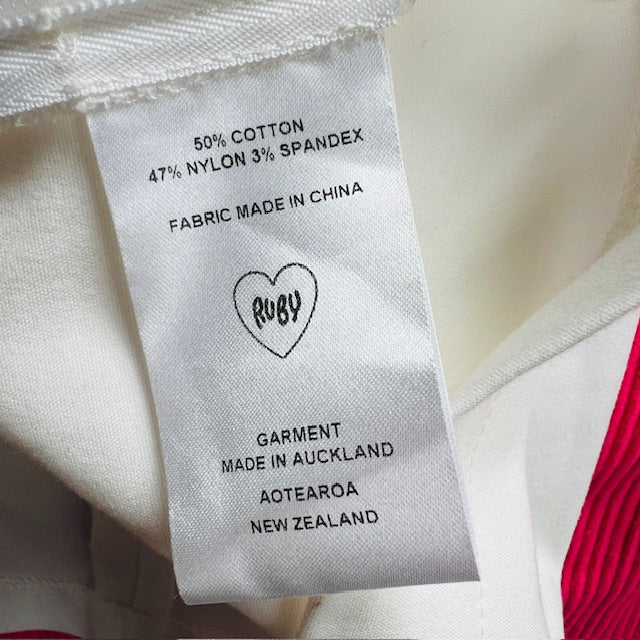 50% COTTON
47% NYLON 3% SPANDEX
FABRIC MADE IN CHINA
RUBY
GARMENT
MADE IN AUCKLAND
AOTEAROA
NEW ZEALAND